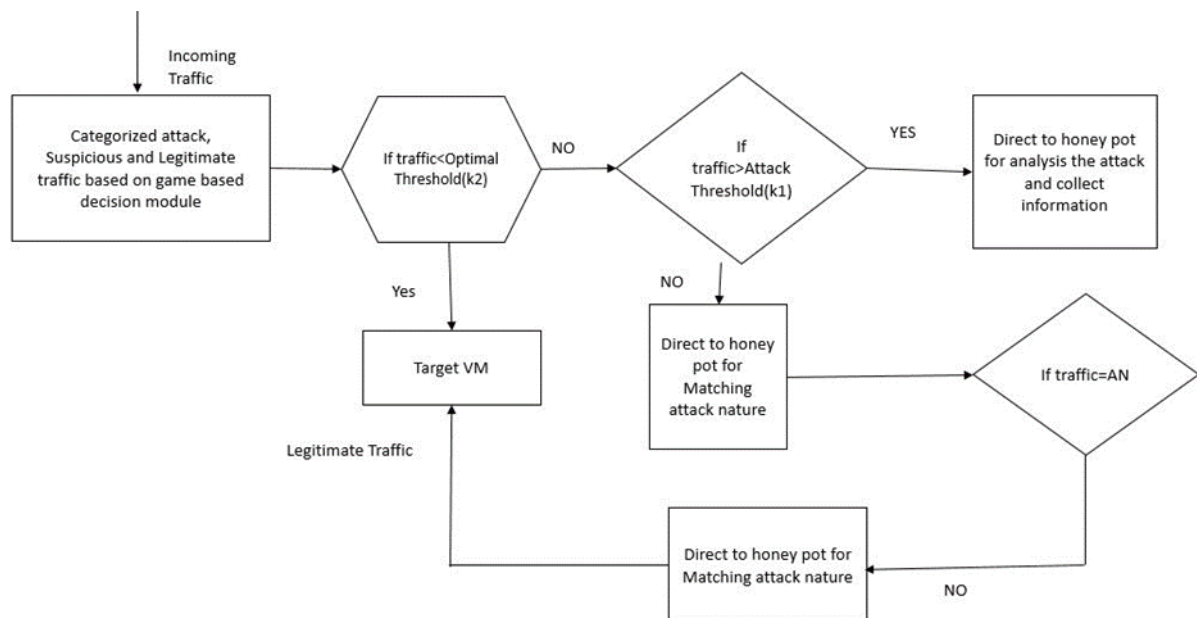 Incoming
Traffic
Categorized attack,
Suspicious and Legitimate
traffic based on game based
decision module
If traffic<Optimal
Threshold(k2)
NO
If
traffic>Attack
Threshold(k1)
YES
Direct to honey pot
for analysis the attack
and collect
information
Yes
NO
Target VM
Direct to honey
pot for
Matching
attack nature
If traffic=AN
Legitimate Traffic
Direct to honey pot for
Matching attack nature
NO